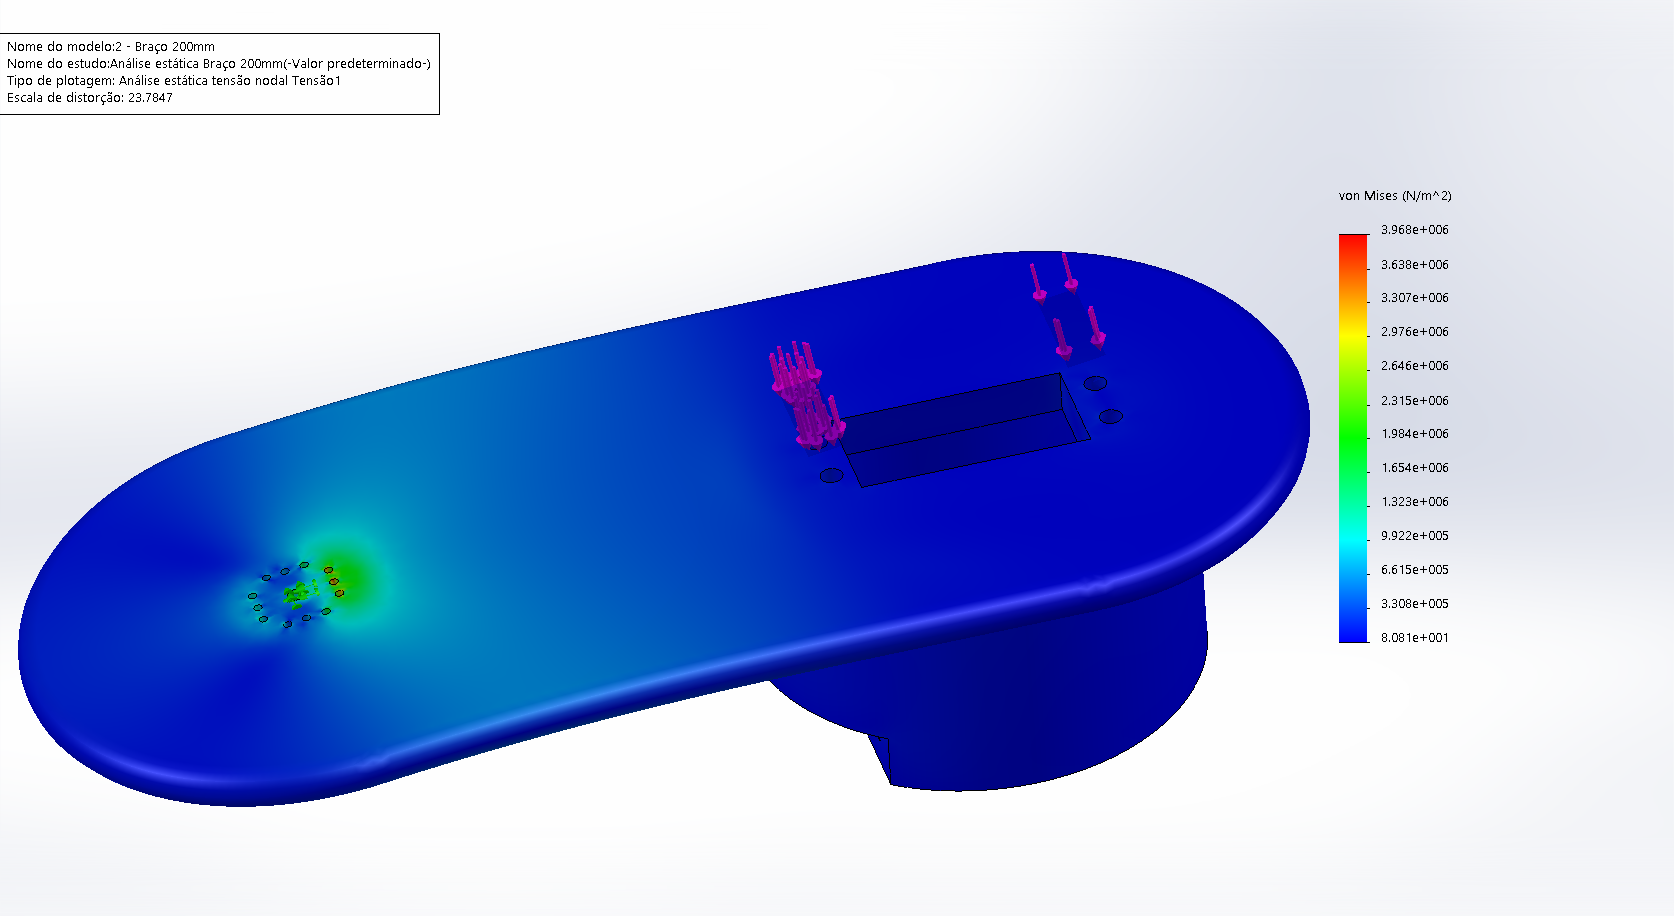 Nome do modelo:2 - Braço 200mm
Nome do estudo:Análise estática Braço 200mm(-Valor predeterminado-)
Tipo de plotagem: Análise estática tensão nodal Tensão1
Escala de distorção: 23.7847
von Mises (N/m^2)
3.968e+006
3.638e+006
3.307e+006
2.976e+006
2.646e+006
2.315e+006
1.984e+006
1.654e+006
1.323e+006
9.922e+005
6.615e+005
3.308e+005
8.081e+001